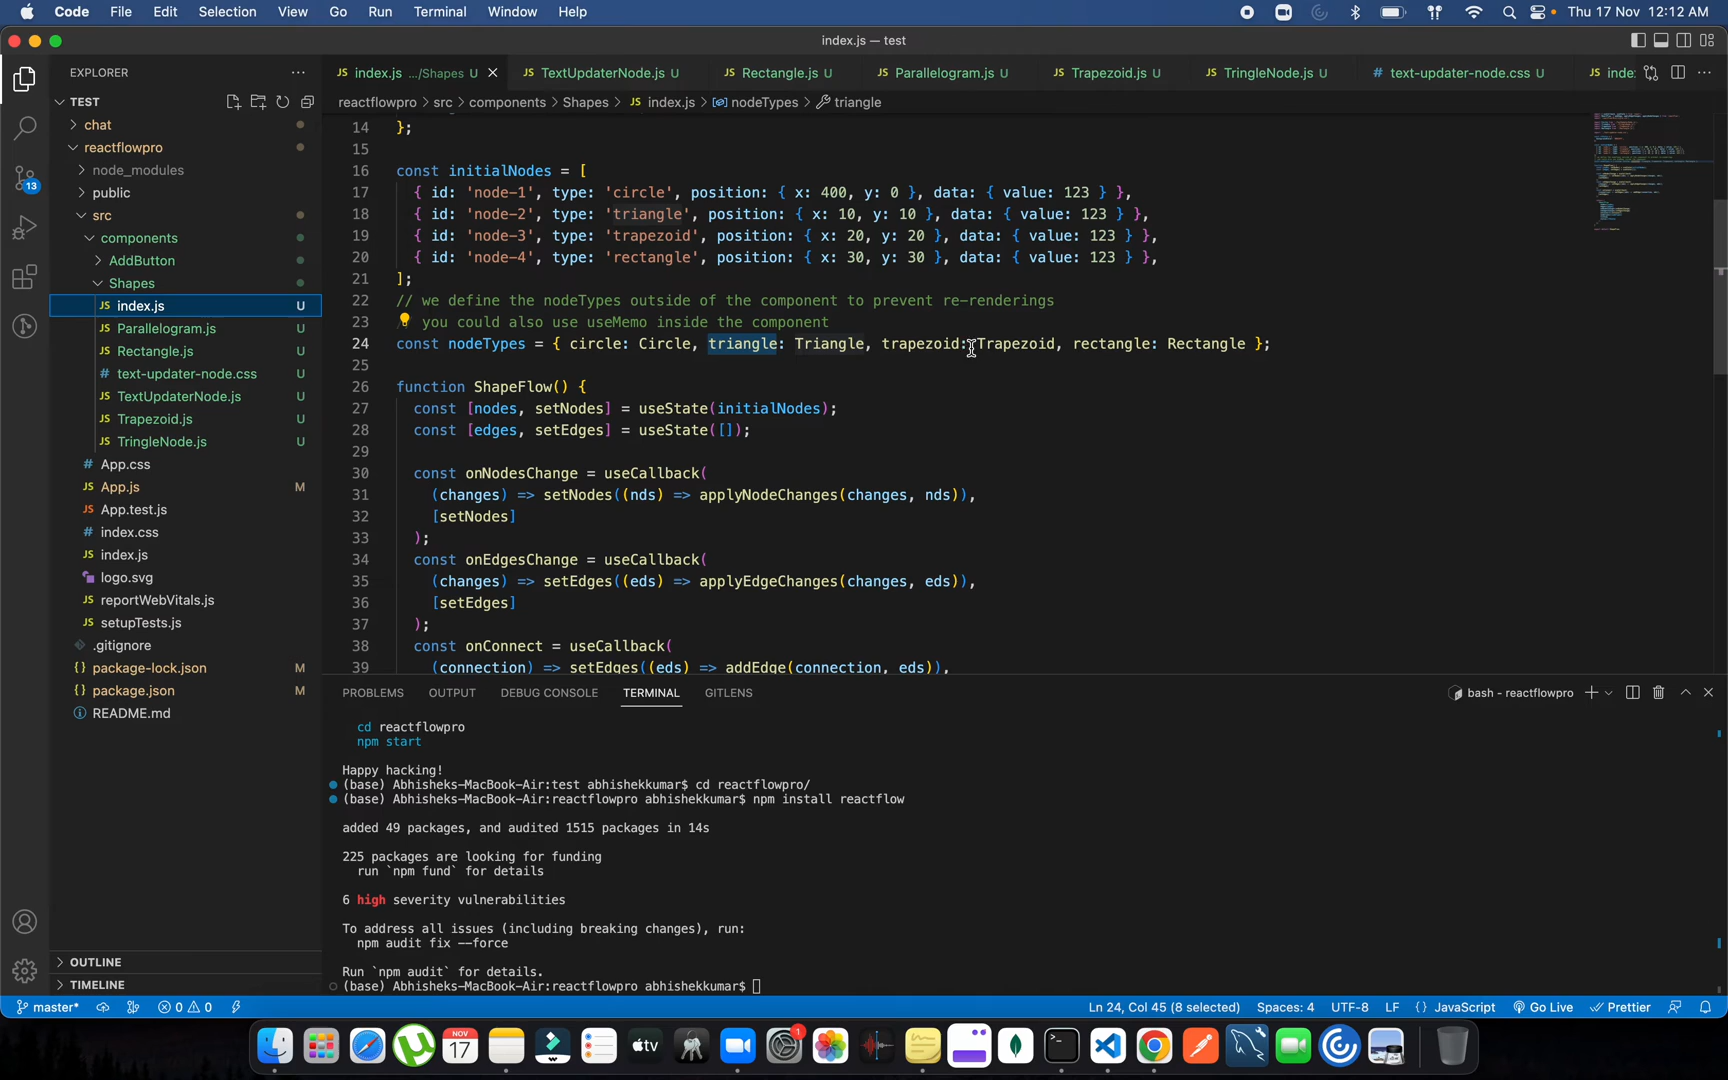 Code File Edit Selection View Go Run Terminal Window Help Thu 17 Nov 12:12 AM
index.js — test
EXPLORER
TEST
chat
reactflowpro
node_modules
public
src
components
AddButton
Shapes
index.js U
Parallelogram.js U
Rectangle.js U
text-updater-node.css U
TextUpdaterNode.js U
Trapezoid.js U
TringleNode.js U
App.css
App.js M
App.test.js
index.css
index.js
logo.svg
reportWebVitals.js
setupTests.js
.gitignore
package-lock.json M
package.json M
README.md
OUTLINE
TIMELINE
13
JS index.js .../Shapes U JS TextUpdaterNode.js U JS Rectangle.js U JS Parallelogram.js U JS Trapezoid.js U JS TringleNode.js U # text-updater-node.css U JS inde
reactflowpro > src > components > Shapes > JS index.js > nodeTypes > triangle
14 };
15
16 const initialNodes = [
17 { id: 'node-1', type: 'circle', position: { x: 400, y: 0 }, data: { value: 123 } },
18 { id: 'node-2', type: 'triangle', position: { x: 10, y: 10 }, data: { value: 123 } },
19 { id: 'node-3', type: 'trapezoid', position: { x: 20, y: 20 }, data: { value: 123 } },
20 { id: 'node-4', type: 'rectangle', position: { x: 30, y: 30 }, data: { value: 123 } },
21 ];
22 // we define the nodeTypes outside of the component to prevent re-renderings
23 // you could also use useMemo inside the component
24 const nodeTypes = { circle: Circle, triangle: Triangle, trapezoid: Trapezoid, rectangle: Rectangle };
25
26 function ShapeFlow() {
27 const [nodes, setNodes] = useState(initialNodes);
28 const [edges, setEdges] = useState([]);
29
30 const onNodesChange = useCallback(
31 (changes) => setNodes((nds) => applyNodeChanges(changes, nds)),
32 [setNodes]
33 );
34 const onEdgesChange = useCallback(
35 (changes) => setEdges((eds) => applyEdgeChanges(changes, eds)),
36 [setEdges]
37 );
38 const onConnect = useCallback(
39 (connection) => setEdges((eds) => addEdge(connection, eds)),
PROBLEMS OUTPUT DEBUG CONSOLE TERMINAL GITLENS bash - reactflowpro
cd reactflowpro
npm start
Happy hacking!
(base) Abhisheks-MacBook-Air:test abhishekkumar$ cd reactflowpro/
(base) Abhisheks-MacBook-Air:reactflowpro abhishekkumar$ npm install reactflow
added 49 packages, and audited 1515 packages in 14s
225 packages are looking for funding
run `npm fund` for details
6 high severity vulnerabilities
To address all issues (including breaking changes), run:
npm audit fix --force
Run `npm audit` for details.
(base) Abhisheks-MacBook-Air:reactflowpro abhishekkumar$
master* 0 0 Ln 24, Col 45 (8 selected) Spaces: 4 UTF-8 LF {} JavaScript Go Live Prettier
NOV
17
tv
1